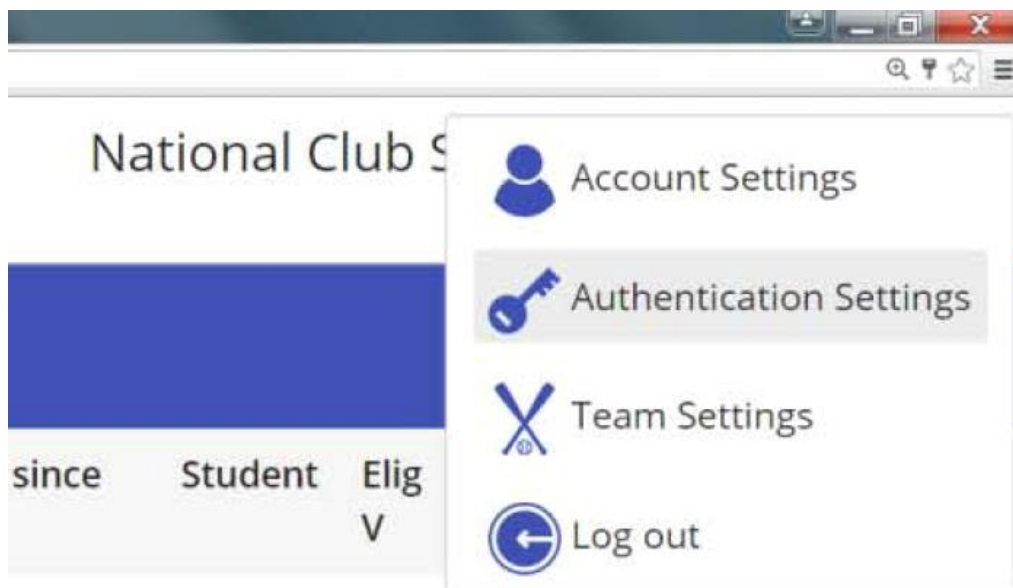 National Club S
Account Settings
Authentication Settings
Team Settings
since Student Elig
V
Log out